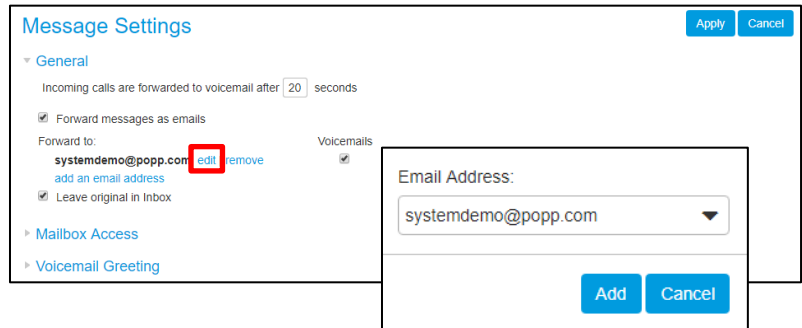 Message Settings
Apply Cancel
General
Incoming calls are forwarded to voicemail after 20 seconds
Forward messages as emails
Forward to: Voicemails
systemdemo@popp.com edit remove
add an email address
Leave original in Inbox
Mailbox Access
Voicemail Greeting
Email Address:
systemdemo@popp.com
Add Cancel